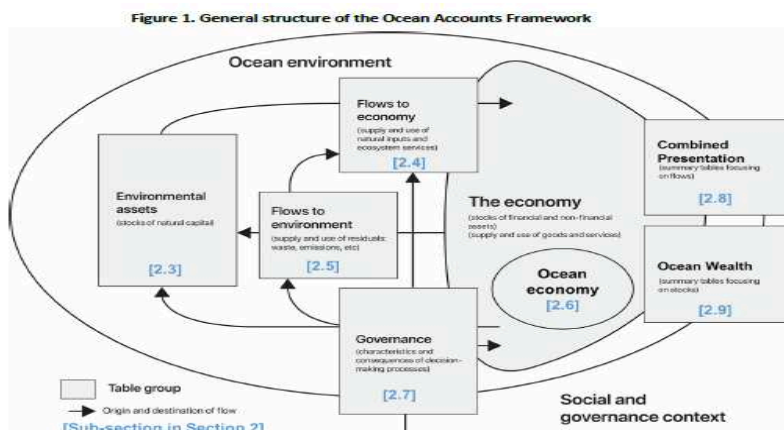 Figure 1. General structure of the Ocean Accounts Framework
Ocean environment
Flows to
economy
(supply and use of
natural inputs and
ecosystem services)
[2.4]
Environmental
assets
(stocks of natural capital)
[2.3]
Flows to
environment
(supply and use of residuals:
waste, emissions, etc)
[2.5]
The economy
(stocks of financial and non-financial
assets)
(supply and use of goods and services)
Ocean
economy
[2.6]
Combined
Presentation
(summary tables focusing
on flows)
[2.8]
Ocean Wealth
(summary tables focusing
on stocks)
[2.9]
Governance
(characteristics and
consequences of decision-
making processes)
[2.7]
Table group
Origin and destination of flow
[Sub-section in Section 2]
Social and
governance context